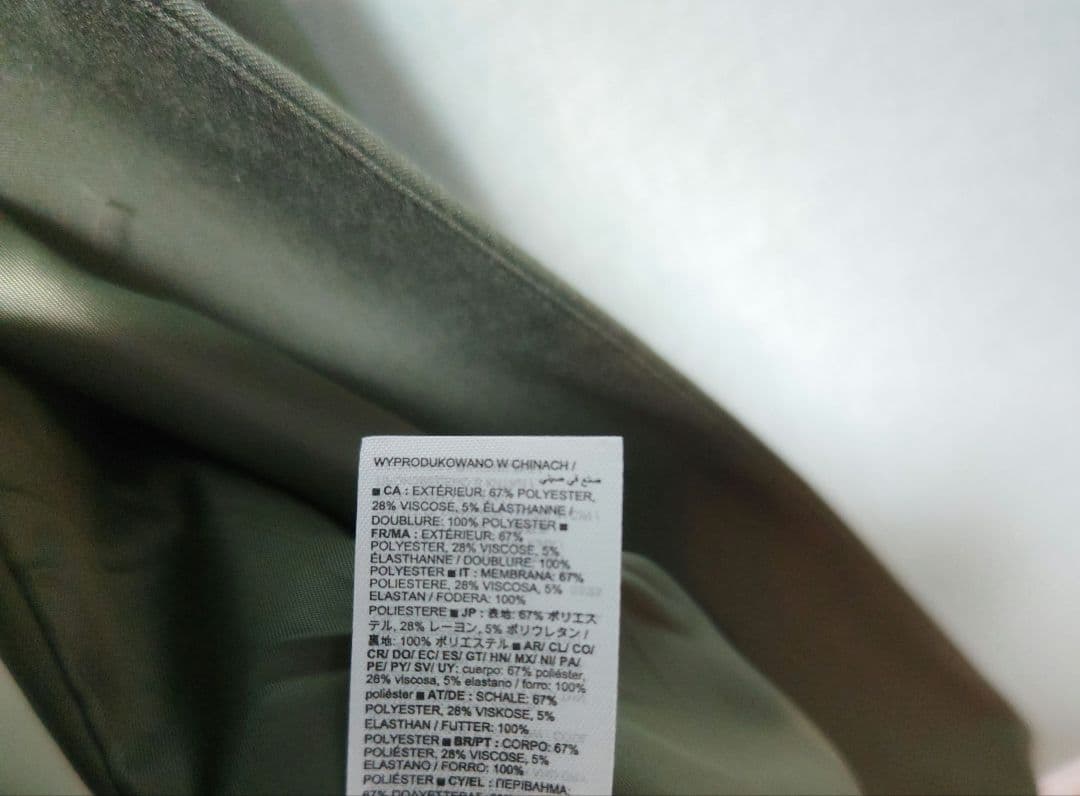 WYPRODUKOWANO W CHINACH /
صنع في صيني
■ CA : EXTÉRIEUR: 67% POLYESTER,
28% VISCOSE, 5% ÉLASTHANNE /
DOUBLURE: 100% POLYESTER ■
FR/MA : EXTÉRIEUR: 67%
POLYESTER, 28% VISCOSE, 5%
ÉLASTHANNE / DOUBLURE: 100%
POLYESTER ■ IT : MEMBRANA: 67%
POLIESTERE, 28% VISCOSA, 5%
ELASTAN / FODERA: 100%
POLIESTERE ■ JP : 表地: 67% ポリエス
テル, 28% レーヨン, 5% ポリウレタン /
裏地: 100% ポリエステル ■ AR/ CL/ CO/
CR/ DO/ EC/ ES/ GT/ HN/ MX/ NI/ PA/
PE/ PY/ SV/ UY: cuerpo: 67% poliéster,
28% viscosa, 5% elastano / forro: 100%
poliéster ■ AT/DE : SCHALE: 67%
POLYESTER, 28% VISKOSE, 5%
ELASTHAN / FUTTER: 100%
POLYESTER ■ BR/PT : CORPO: 67%
POLIÉSTER, 28% VISCOSE, 5%
ELASTANO / FORRO: 100%
POLIÉSTER ■ CY/EL : ΠΕΡΙΒΛΗΜΑ:
67%